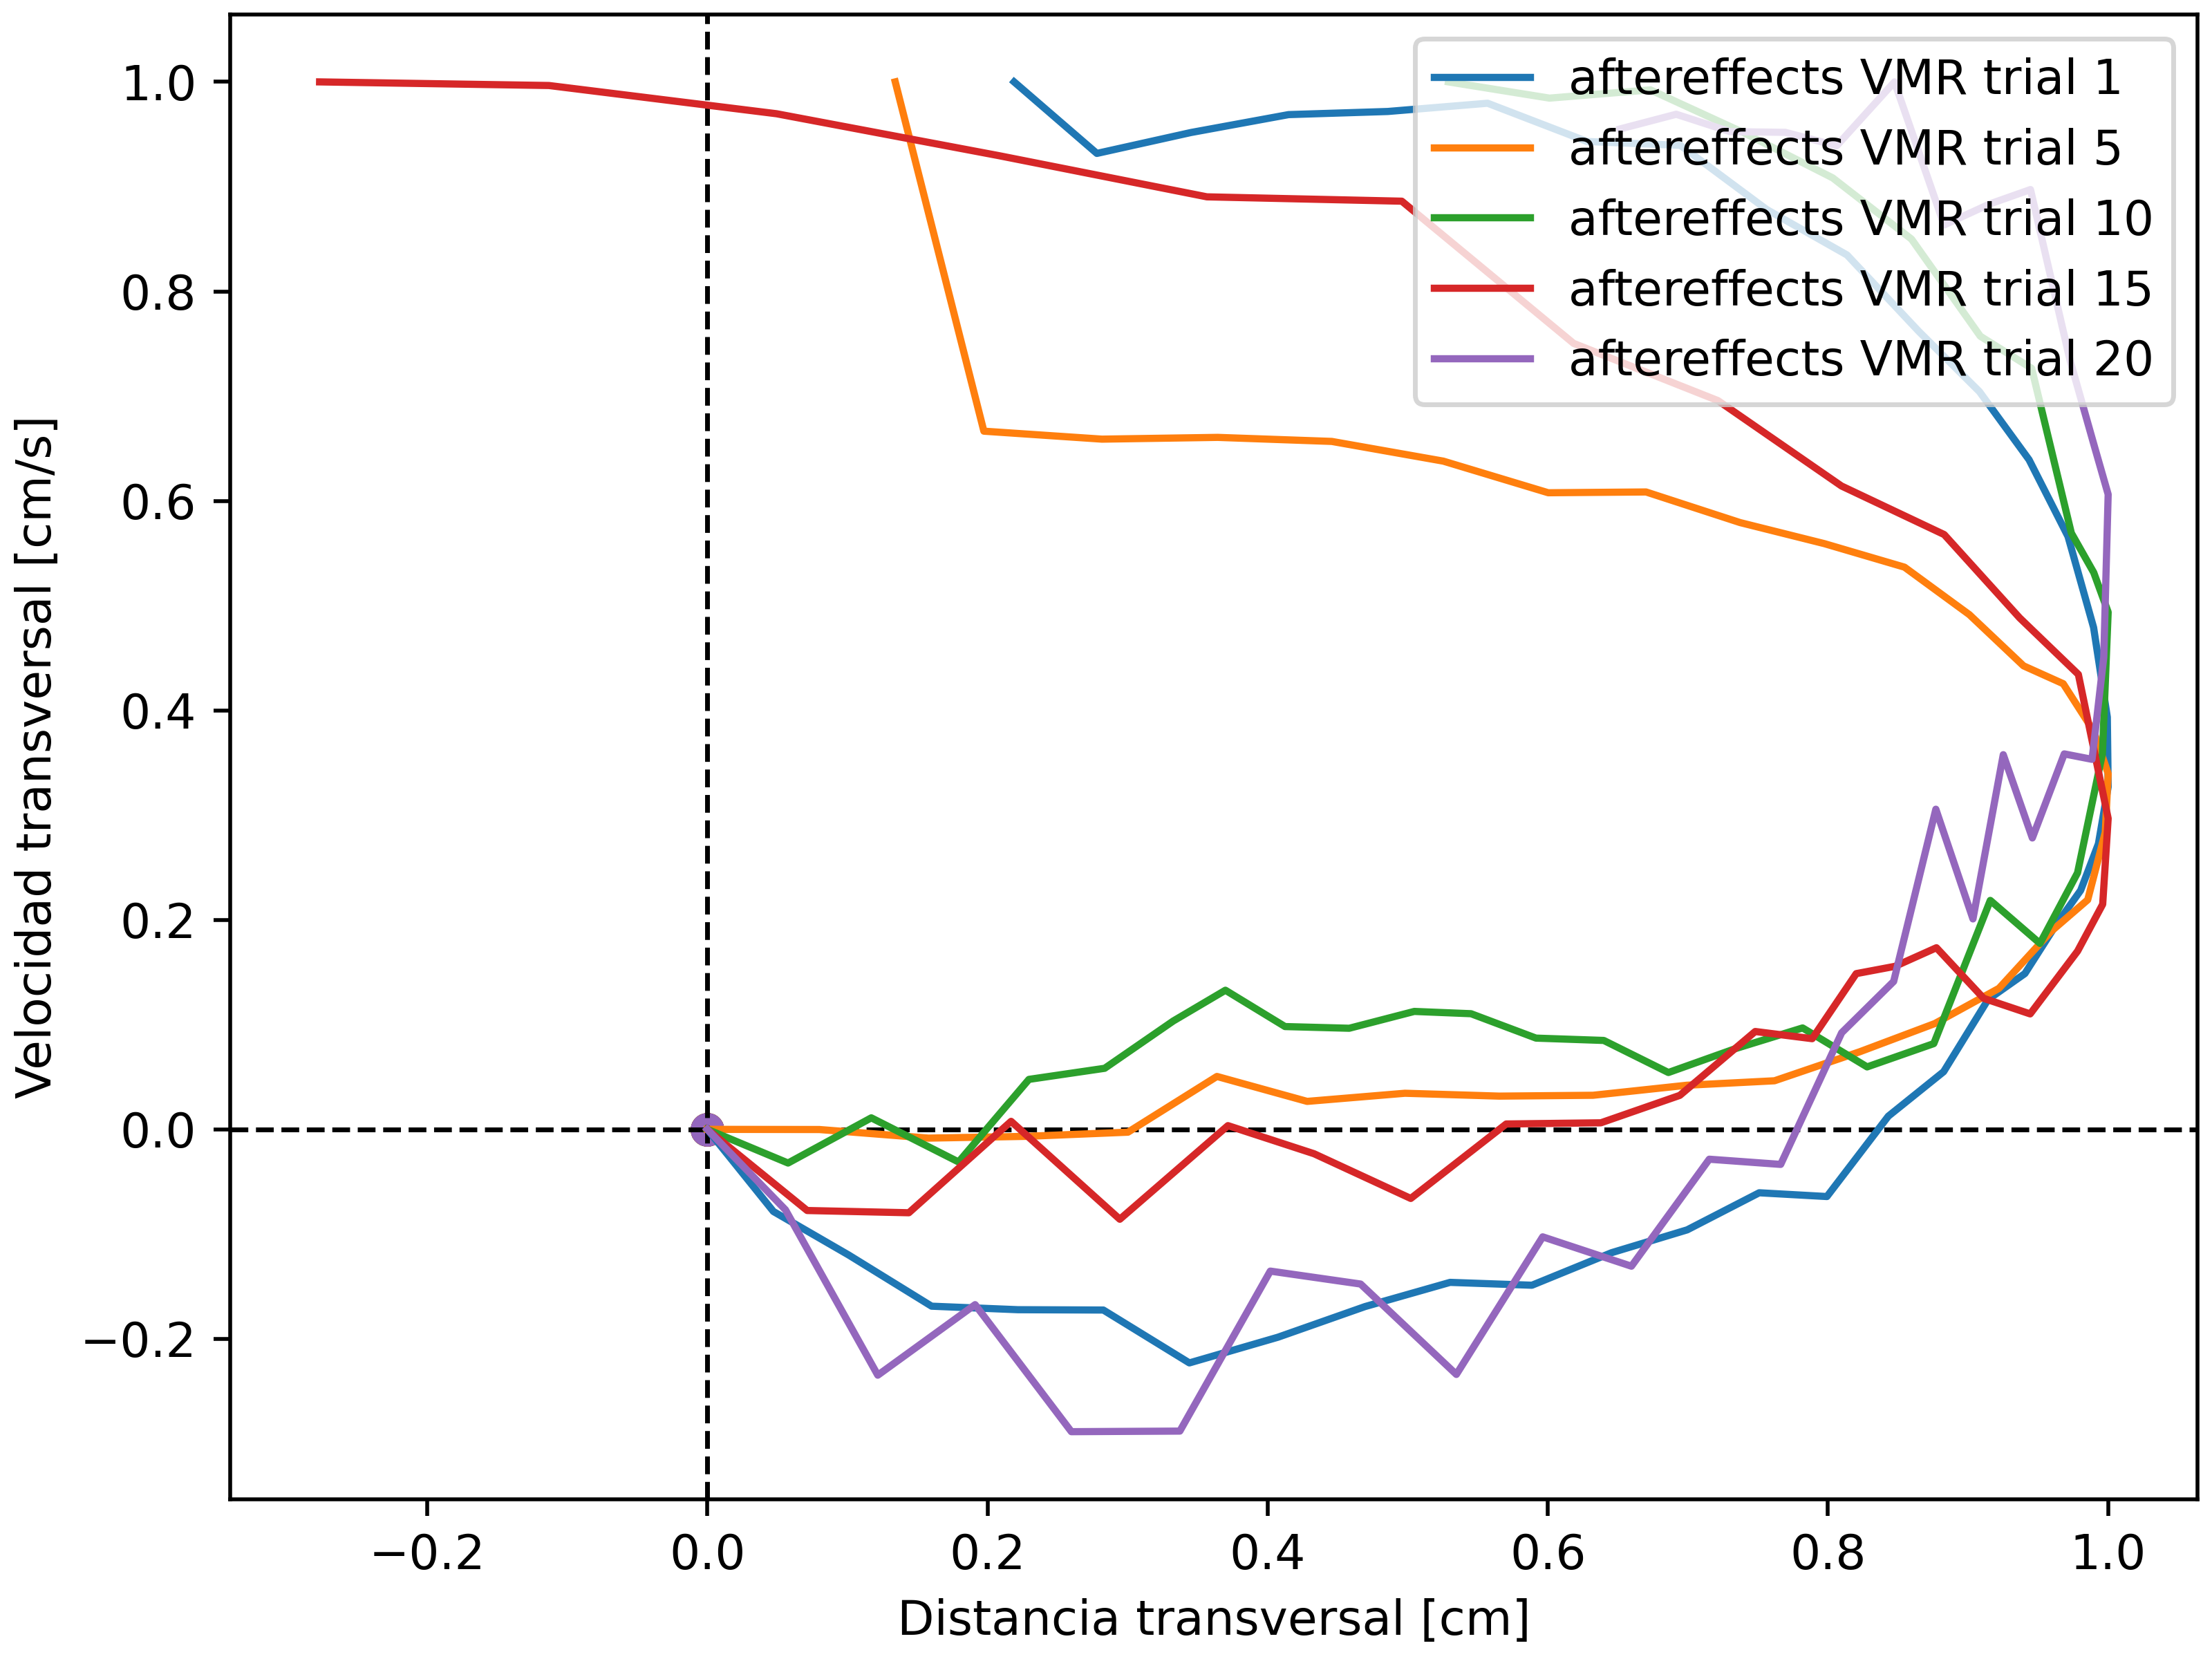 1.0
0.8
0.6
0.4
0.2
0.0
−0.2
Velocidad transversal [cm/s]
aftereffects VMR trial 1
aftereffects VMR trial 5
aftereffects VMR trial 10
aftereffects VMR trial 15
aftereffects VMR trial 20
−0.2 0.0 0.2 0.4 0.6 0.8 1.0
Distancia transversal [cm]